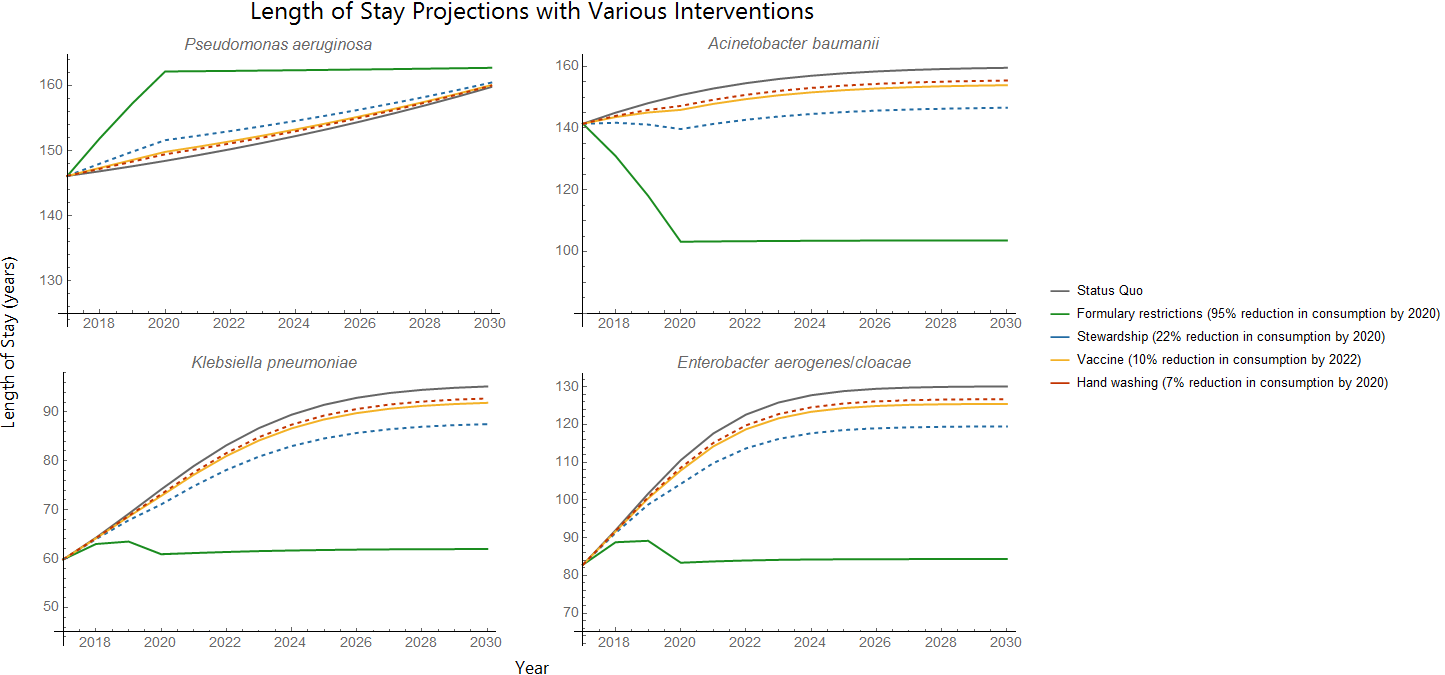 Length of Stay Projections with Various Interventions
Pseudomonas aeruginosa
Acinetobacter baumanii
160
150
140
130
2018 2020 2022 2024 2026 2028 2030
160
140
120
100
2018 2020 2022 2024 2026 2028 2030
Length of Stay (years)
Klebsiella pneumoniae
Enterobacter aerogenes/cloacae
90
80
70
60
50
2018 2020 2022 2024 2026 2028 2030
130
120
110
100
90
80
70
2018 2020 2022 2024 2026 2028 2030
Year
Status Quo
Formulary restrictions (95% reduction in consumption by 2020)
Stewardship (22% reduction in consumption by 2020)
Vaccine (10% reduction in consumption by 2022)
Hand washing (7% reduction in consumption by 2020)